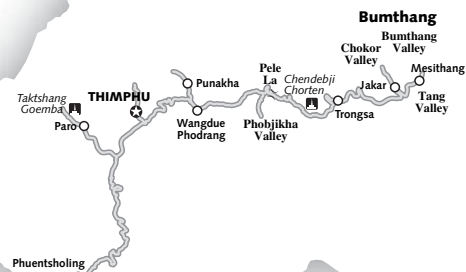 Bumthang
Bumthang
Valley
Chokor
Valley
Mesithang
Pele
La
Chendebji
Chorten
Jakar
Tang
Valley
Punakha
Taktshang
Goemba
THIMPHU
Paro
Wangdue
Phodrang
Phobjikha
Valley
Trongsa
Phuentsholing